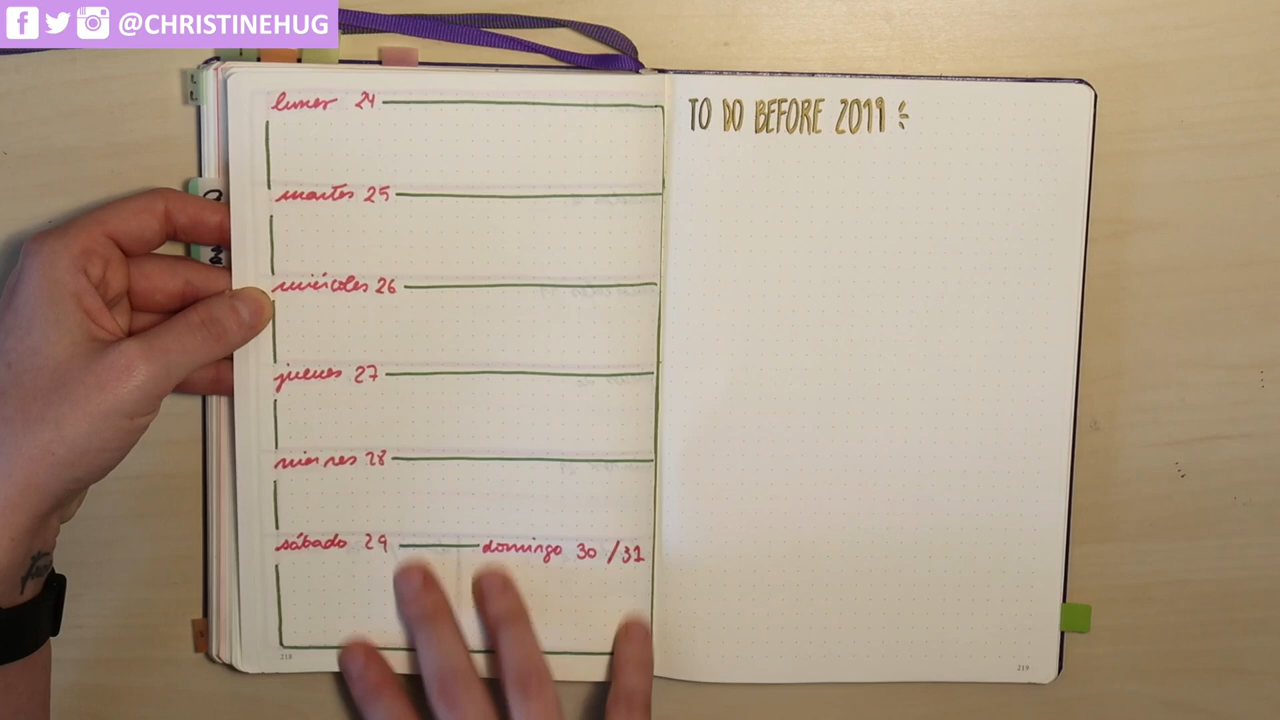 @CHRISTINEHUG
lunes 24
martes 25
miércoles 26
jueves 27
viernes 28
sábado 29
domingo 30 /31
218
TO DO BEFORE 2019
219